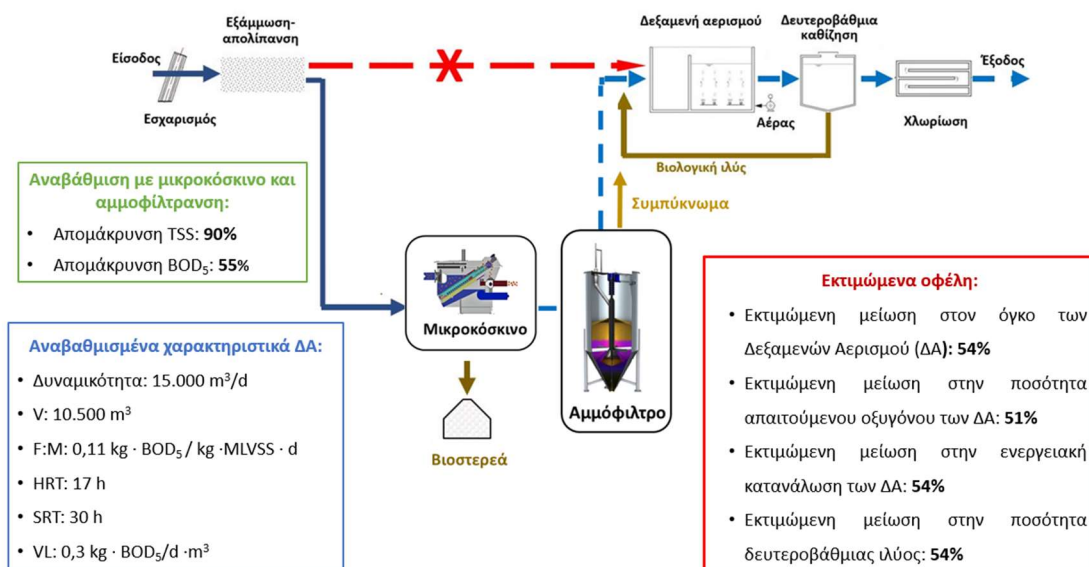 Εξάμμωση-
απολίπανση
Είσοδος
Εσχαρισμός
Δεξαμενή αερισμού
Δευτεροβάθμια
καθίζηση
Έξοδος
Αέρας
Χλωρίωση
Βιολογική ιλύς
Συμπύκνωμα
Αναβάθμιση με μικροκόσκινο και
αμμοφίλτρανση:
• Απομάκρυνση TSS: 90%
• Απομάκρυνση BOD₅: 55%
Μικροκόσκινο
Αμμόφιλτρο
Βιοστερεά
Αναβαθμισμένα χαρακτηριστικά ΔΑ:
• Δυναμικότητα: 15.000 m³/d
• V: 10.500 m³
• F:M: 0,11 kg · BOD₅ / kg ·MLVSS · d
• HRT: 17 h
• SRT: 30 h
• VL: 0,3 kg · BOD₅/d ·m³
Εκτιμώμενα οφέλη:
• Εκτιμώμενη μείωση στον όγκο των
Δεξαμενών Αερισμού (ΔΑ): 54%
• Εκτιμώμενη μείωση στην ποσότητα
απαιτούμενου οξυγόνου των ΔΑ: 51%
• Εκτιμώμενη μείωση στην ενεργειακή
κατανάλωση των ΔΑ: 54%
• Εκτιμώμενη μείωση στην ποσότητα
δευτεροβάθμιας ιλύος: 54%